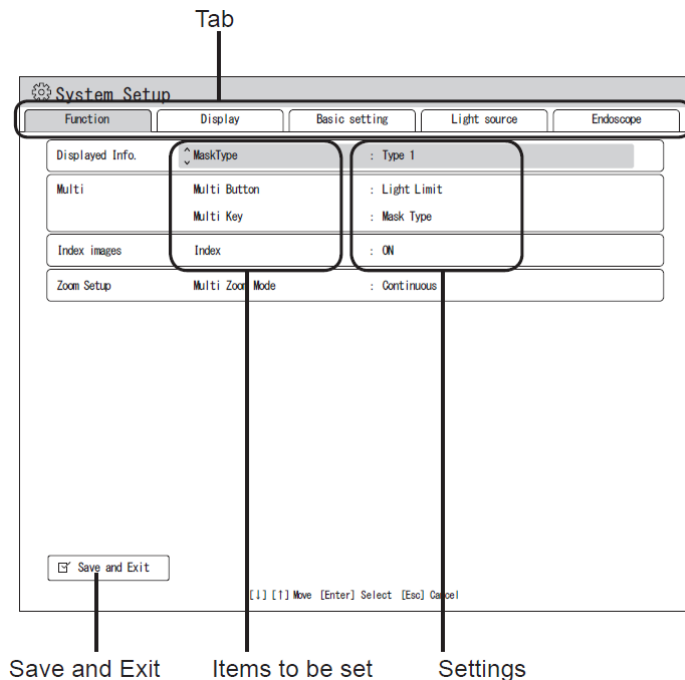 Tab
System Setup
Function Display Basic setting Light source Endoscope
Displayed Info. MaskType : Type 1
Multi Multi Button : Light Limit
Multi Key : Mask Type
Index images Index : ON
Zoom Setup Multi Zoom Mode : Continuous
Save and Exit
[↓] [↑] Move [Enter] Select [Esc] Cancel
Save and Exit Items to be set Settings